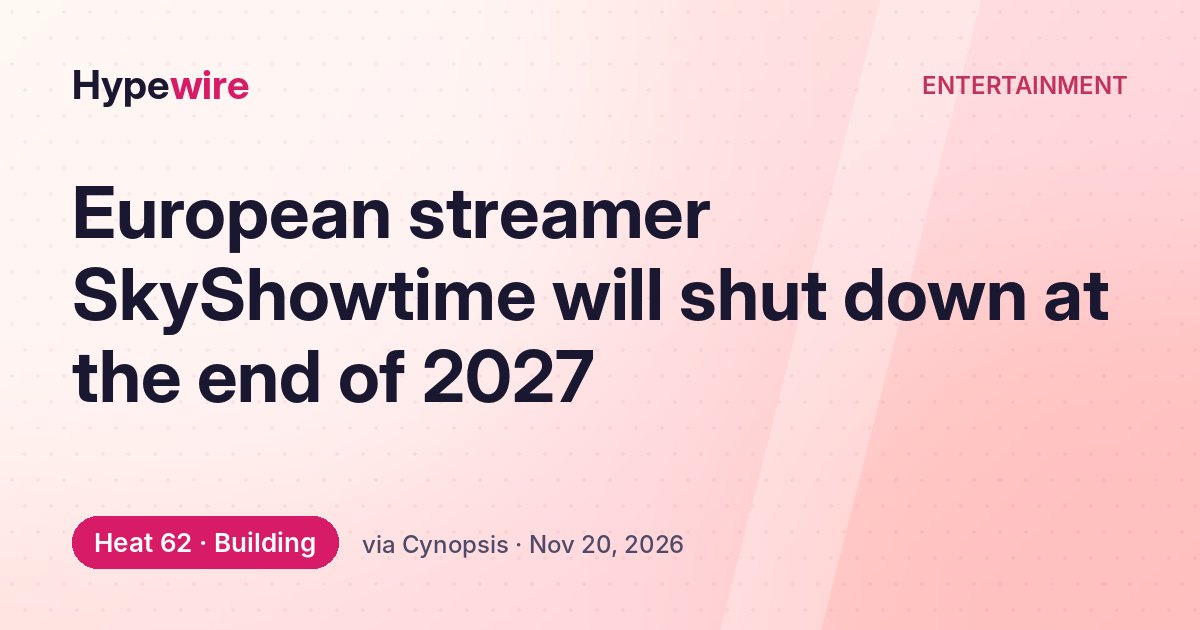 Hypewire
ENTERTAINMENT
European streamer
SkyShowtime will shut down at
the end of 2027
Heat 62 · Building
via Cynopsis · Nov 20, 2026